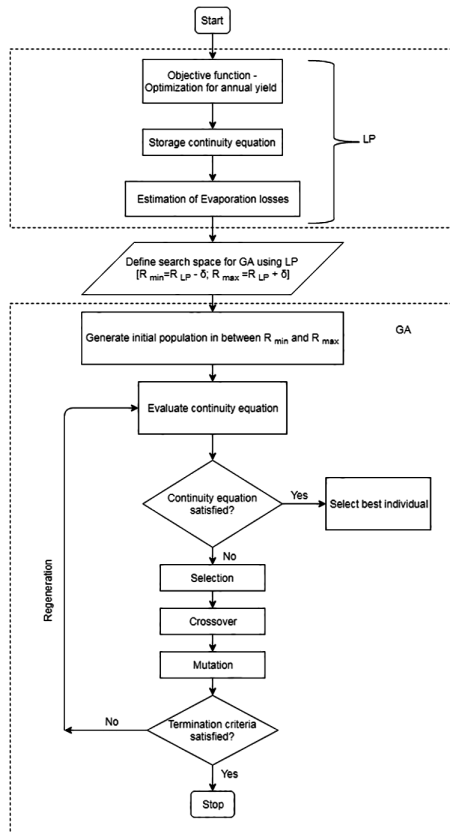 Start
Objective function -
Optimization for annual yield
Storage continuity equation
Estimation of Evaporation losses
LP
Define search space for GA using LP
[R min=R LP - δ; R max =R LP + δ]
GA
Generate initial population in between R min and R max
Evaluate continuity equation
Continuity equation
satisfied?
Yes
Select best individual
No
Selection
Crossover
Mutation
Regeneration
Termination criteria
satisfied?
No
Yes
Stop